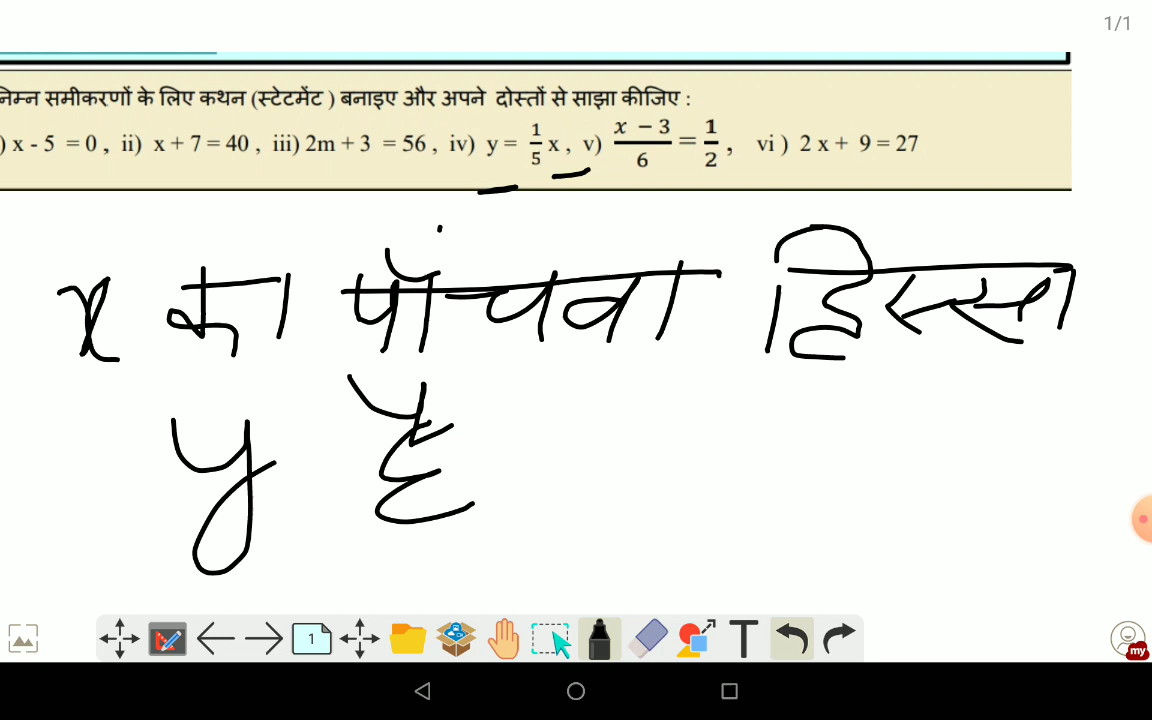 1/1
निम्न समीकरणों के लिए कथन (स्टेटमेंट ) बनाइए और अपने दोस्तों से साझा कीजिए :
) x - 5 = 0 , ii) x + 7 = 40 , iii) 2m + 3 = 56 , iv) y = 1/5 x , v) (x - 3)/6 = 1/2 , vi ) 2 x + 9 = 27
x का पाँचवा हिस्सा
y है
1
my